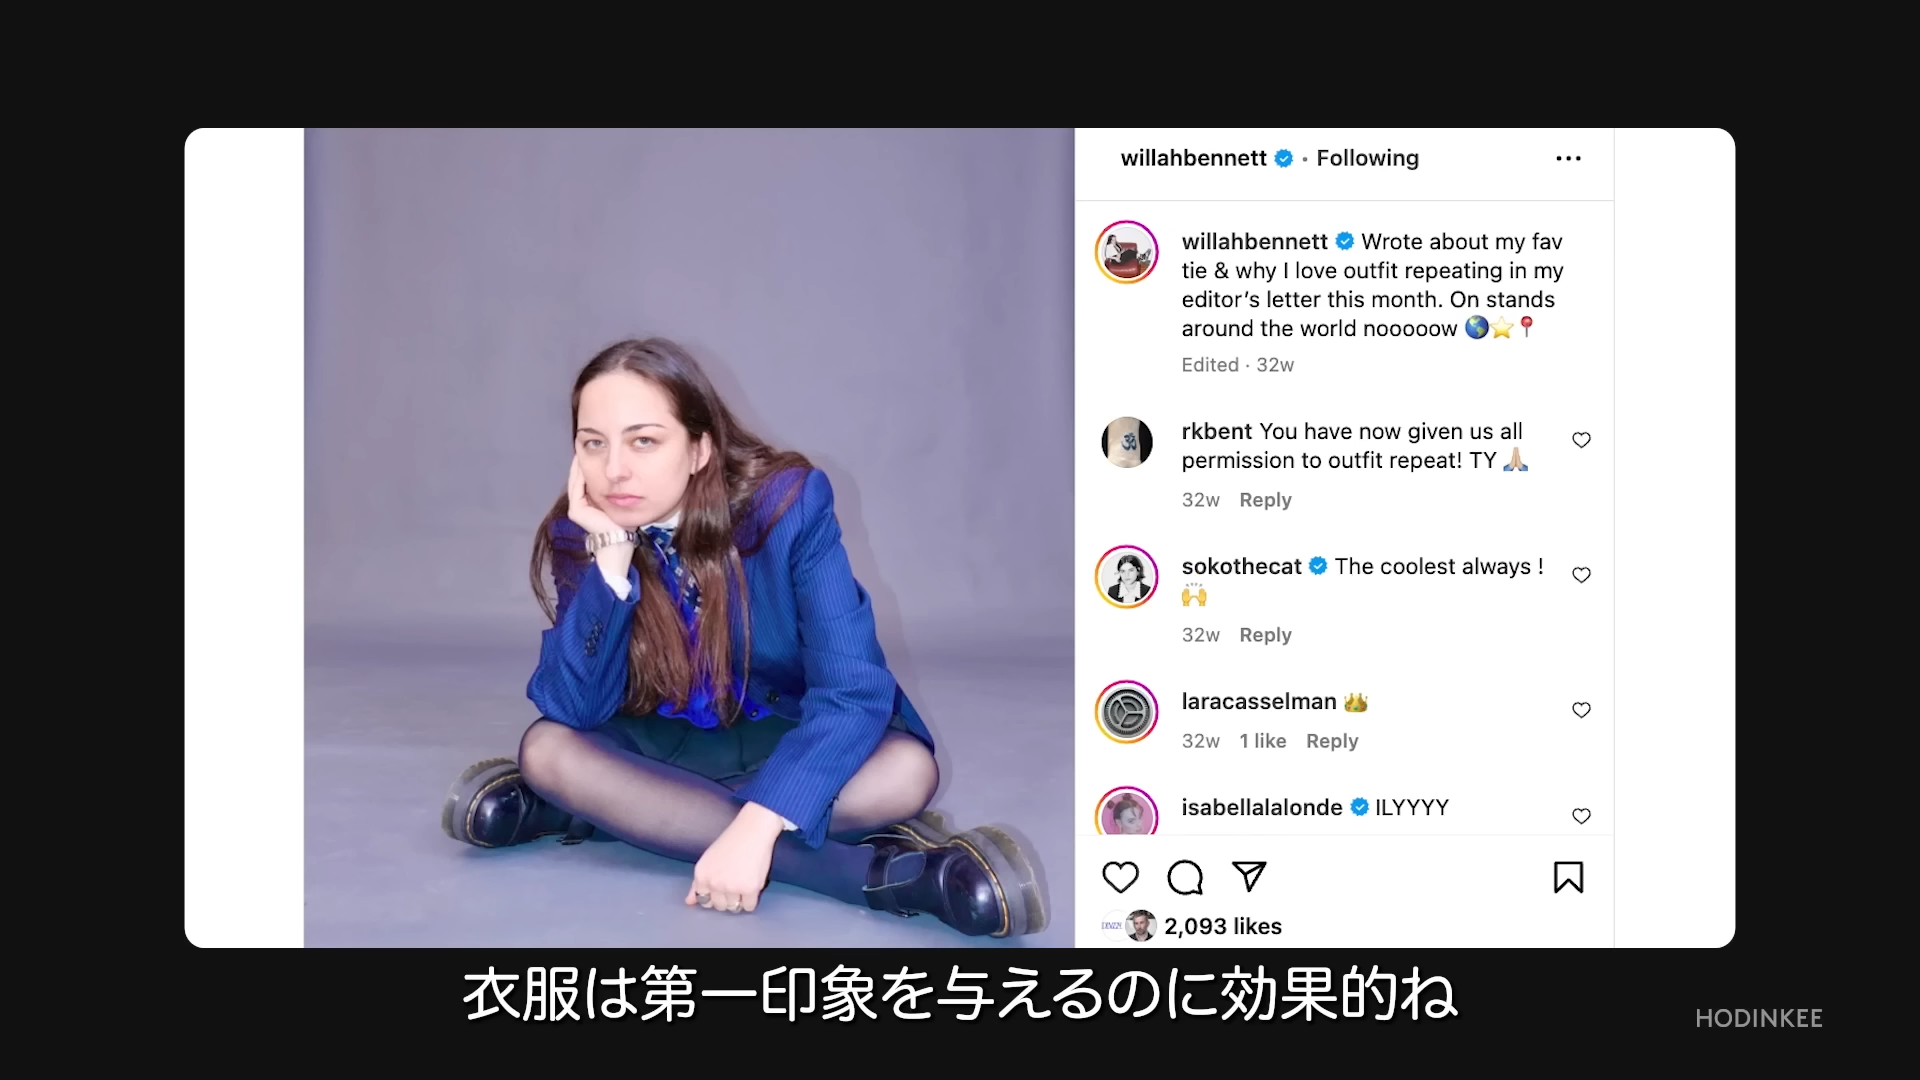 willahbennett • Following
willahbennett Wrote about my fav
tie & why I love outfit repeating in my
editor's letter this month. On stands
around the world nooooow 🌎⭐📍
Edited · 32w
rkbent You have now given us all
permission to outfit repeat! TY 🙏🏼
32w Reply
sokothecat The coolest always !
🙌
32w Reply
laracasselman 👑
32w 1 like Reply
isabellalalonde ILYYYY
2,093 likes
衣服は第一印象を与えるのに効果的ね
HODINKEE